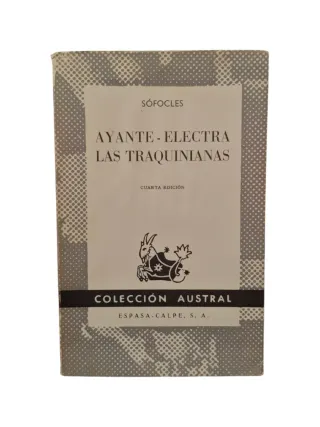 SÓFOCLES
AYANTE - ELECTRA
LAS TRAQUINIANAS
CUARTA EDICIÓN
COLECCIÓN AUSTRAL
ESPASA-CALPE, S. A.